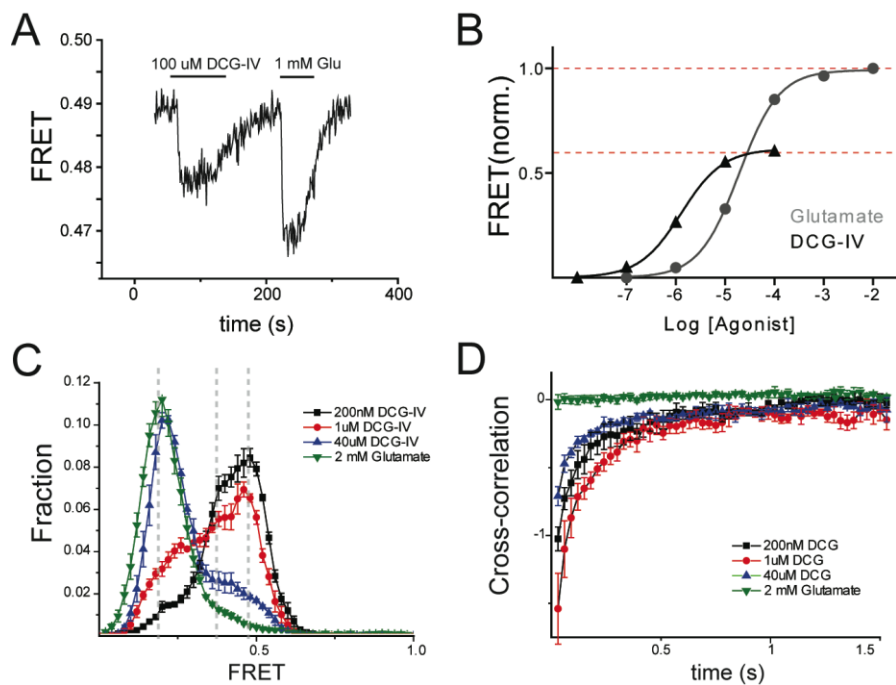 A
0.50
0.49
0.48
0.47
FRET
100 uM DCG-IV
1 mM Glu
0
200
400
time (s)
B
1.0
0.5
FRET(norm.)
Glutamate
DCG-IV
-7 -6 -5 -4 -3 -2
Log [Agonist]
C
0.12
0.10
0.08
0.06
0.04
0.02
Fraction
200nM DCG-IV
1uM DCG-IV
40uM DCG-IV
2 mM Glutamate
0.5
1.0
FRET
D
0
-1
Cross-correlation
200nM DCG
1uM DCG
40uM DCG
2 mM Glutamate
0.5
1
1.5
time (s)